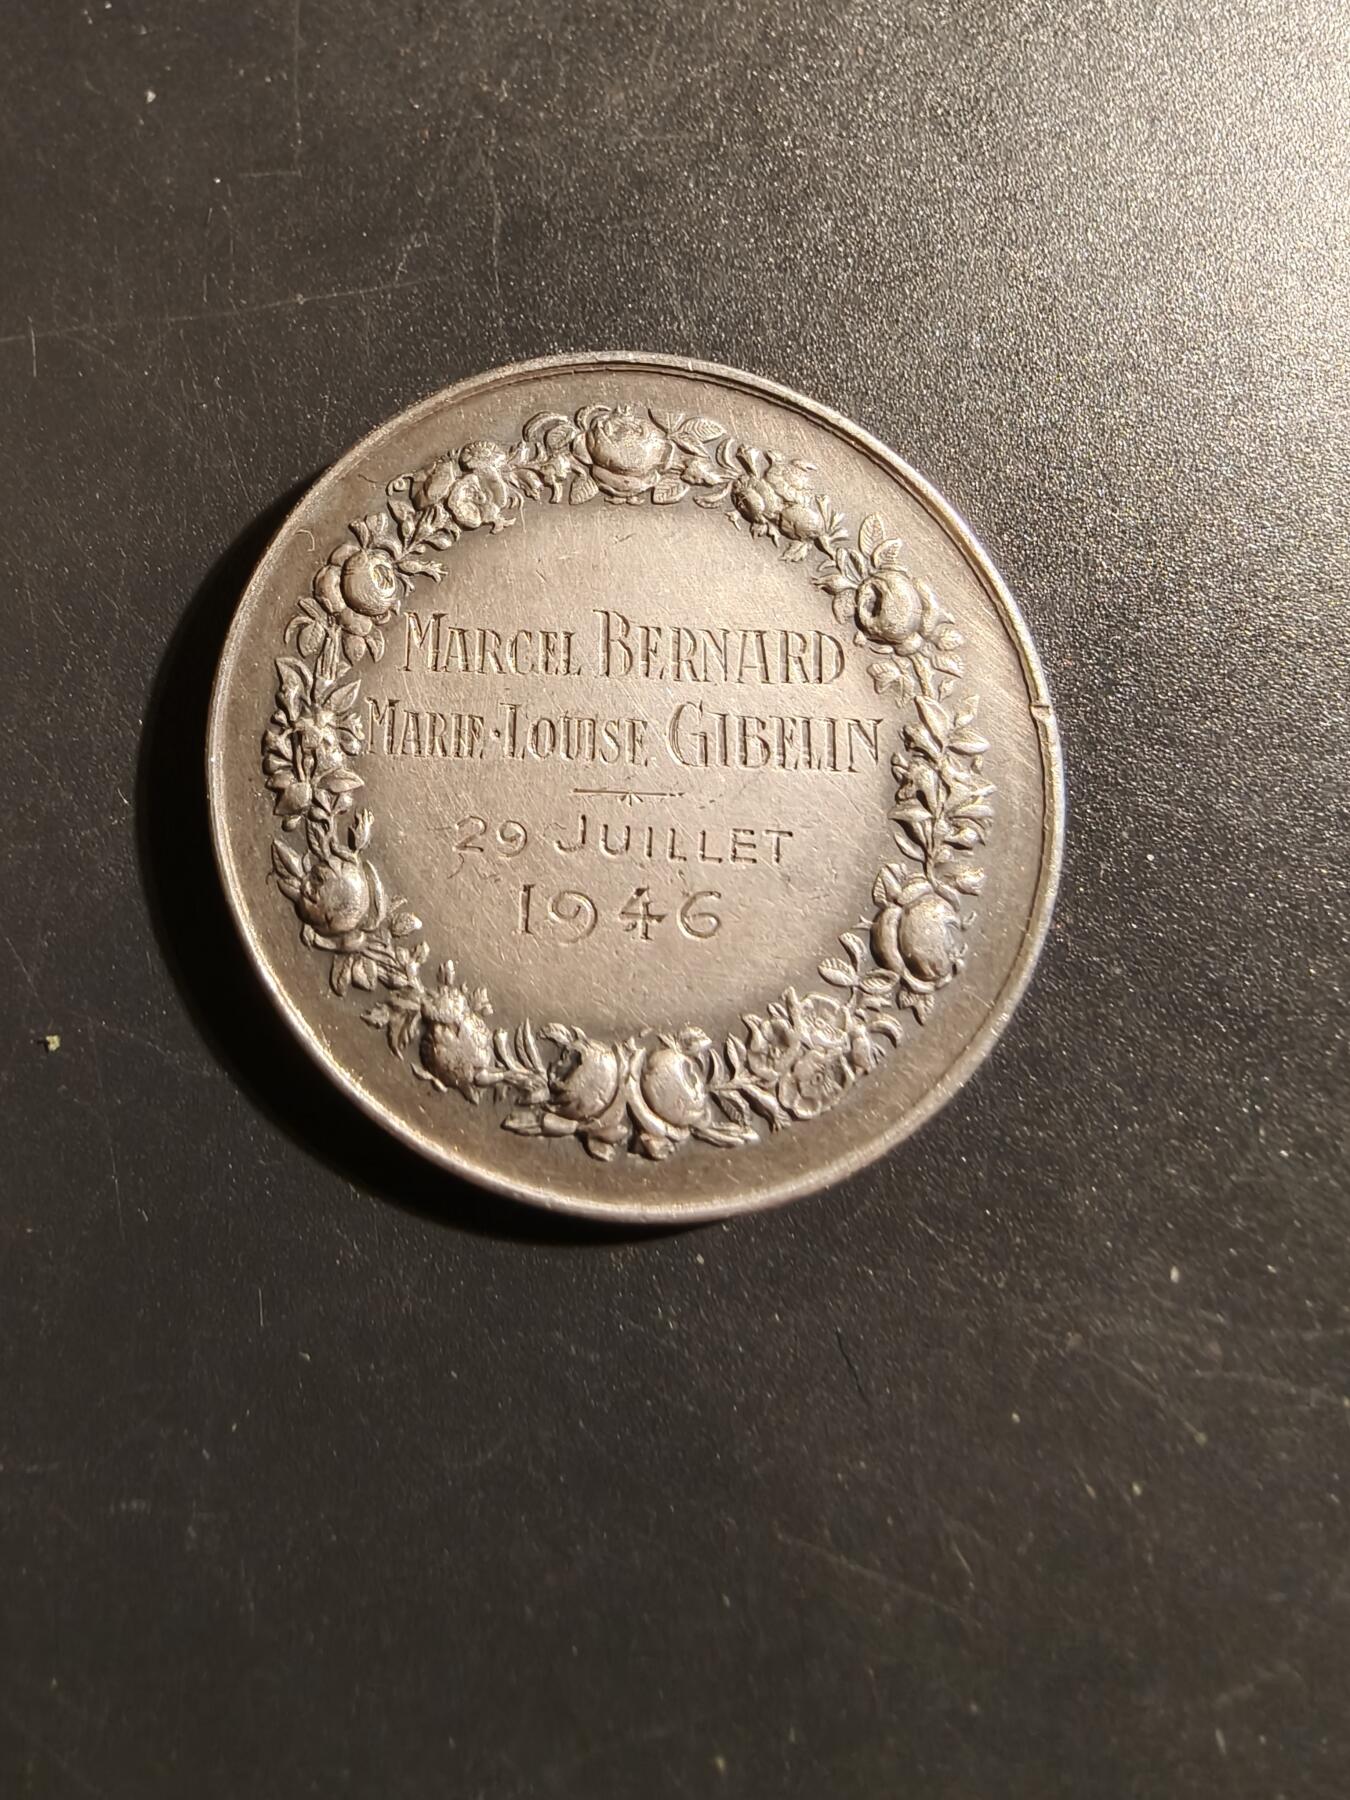 MARCEL BERNARD
MARIE·LOUISE GIBELIN
29 JUILLET
1946